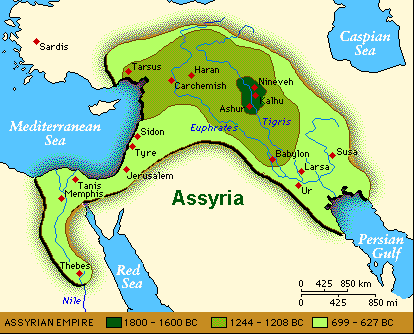 Caspian
Sea
Sardis
Tarsus
Haran
Carchemish
Nineveh
Kalhu
Ashur
Mediterranean
Sea
Euphrates
Tigris
Sidon
Tyre
Babylon
Susa
Jerusalem
Larsa
Ur
Tanis
Memphis
Assyria
Persian
Gulf
Thebes
Red
Sea
Nile
0 425 850 km
0 425 850 mi
ASSYRIAN EMPIRE 1800 – 1600 BC 1244 – 1208 BC 699 – 627 BC